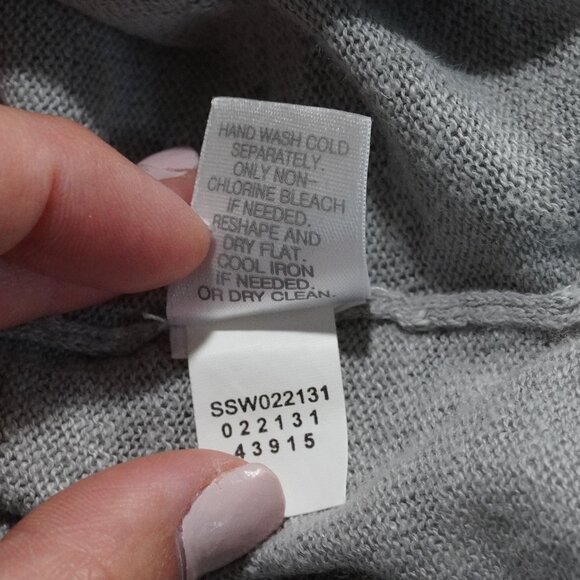 HAND WASH COLD
SEPARATELY.
ONLY NON-
CHLORINE BLEACH
IF NEEDED.
RESHAPE AND
DRY FLAT.
COOL IRON
IF NEEDED.
OR DRY CLEAN.
SSW022131
022131
43915